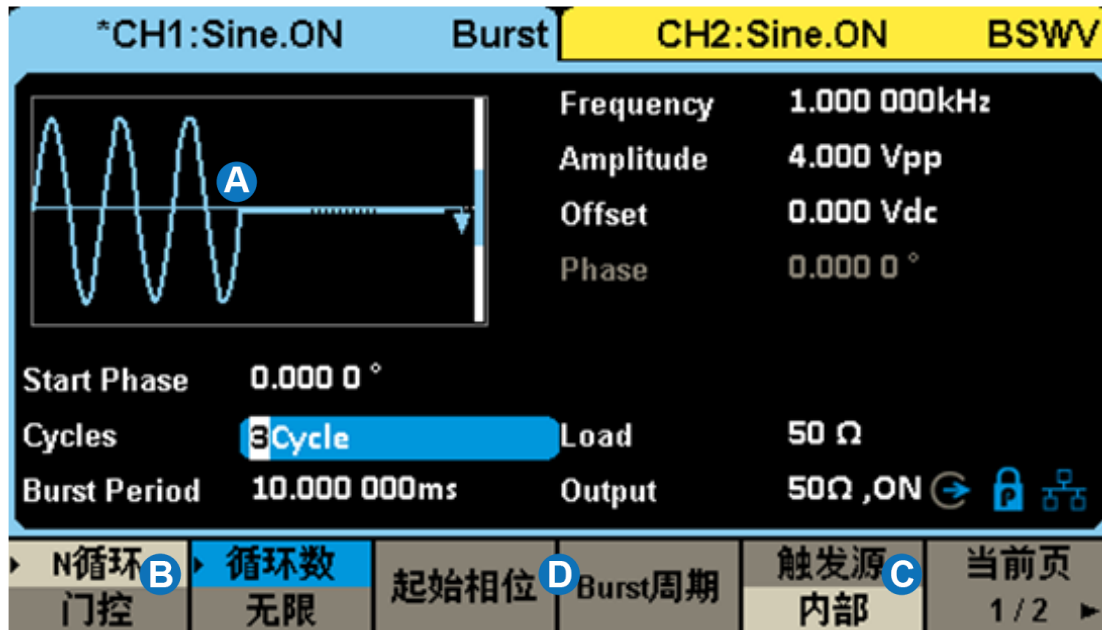 *CH1:Sine.ON Burst CH2:Sine.ON BSWV
Frequency 1.000 000kHz
Amplitude 4.000 Vpp
A
Offset 0.000 Vdc
Phase 0.000 0 °
Start Phase 0.000 0 °
Cycles 3Cycle Load 50 Ω
Burst Period 10.000 000ms Output 50Ω ,ON P
N循环 B 循环数 触发源 C 当前页
起始相位 D Burst周期
门控 无限 内部 1 / 2